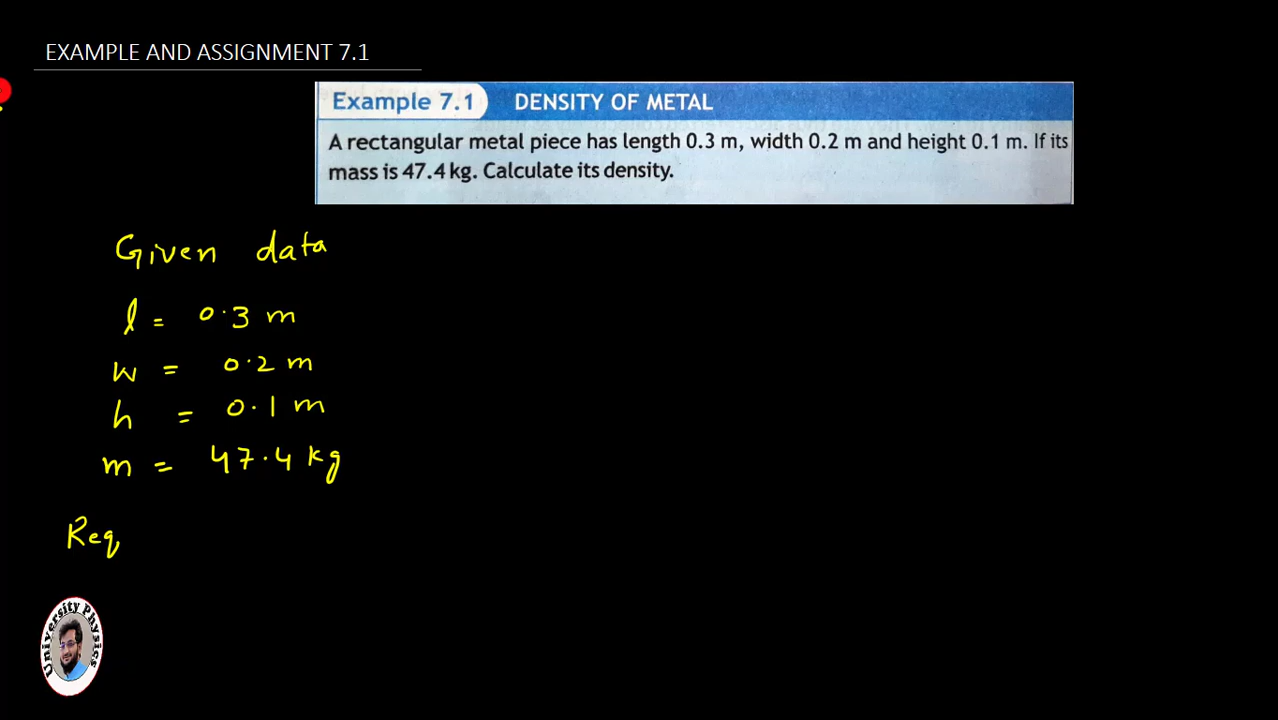 EXAMPLE AND ASSIGNMENT 7.1
Example 7.1 DENSITY OF METAL
A rectangular metal piece has length 0.3 m, width 0.2 m and height 0.1 m. If its
mass is 47.4 kg. Calculate its density.
Given data
l = 0.3 m
w = 0.2 m
h = 0.1 m
m = 47.4 kg
Req
University Physics